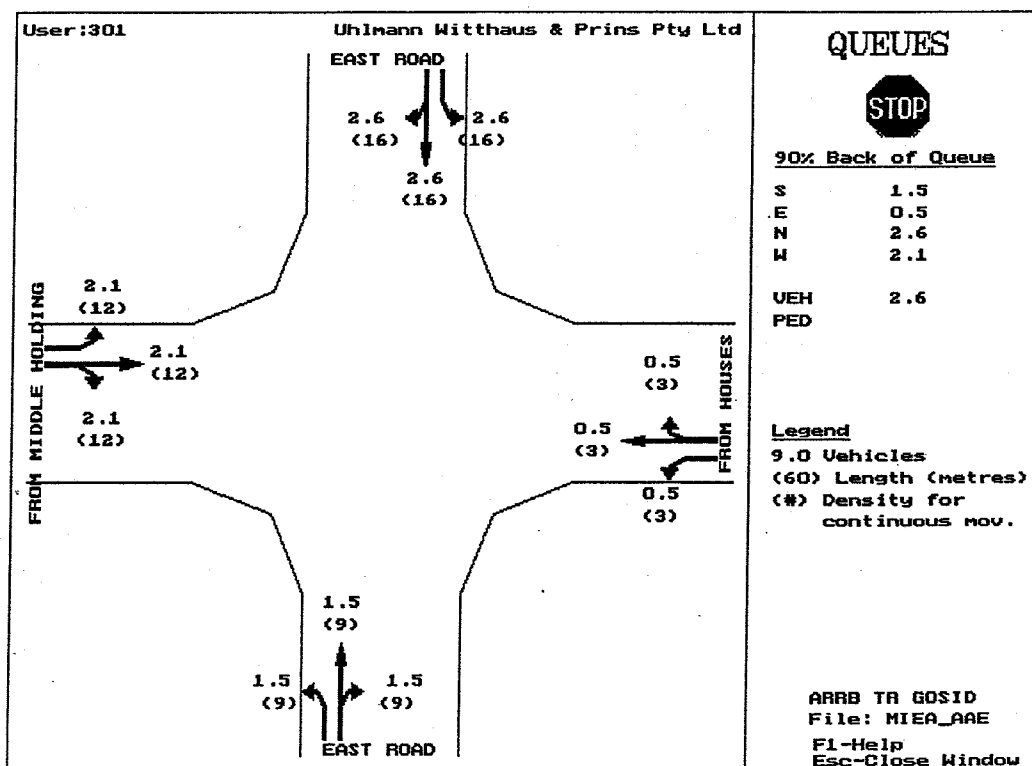 User:301
Uhlmann Witthaus & Prins Pty Ltd
EAST ROAD
2.6
(16)
2.6
(16)
2.6
(16)
FROM MIDDLE HOLDING
2.1
(12)
2.1
(12)
2.1
(12)
FROM HOUSES
0.5
(3)
0.5
(3)
0.5
(3)
1.5
(9)
1.5
(9)
1.5
(9)
EAST ROAD
QUEUES
STOP
90% Back of Queue
S 1.5
E 0.5
N 2.6
W 2.1
VEH 2.6
PED
Legend
9.0 Vehicles
(60) Length (metres)
(#) Density for
continuous mov.
ARRB TR GOSID
File: MIEA_AAE
F1-Help
Esc-Close Window